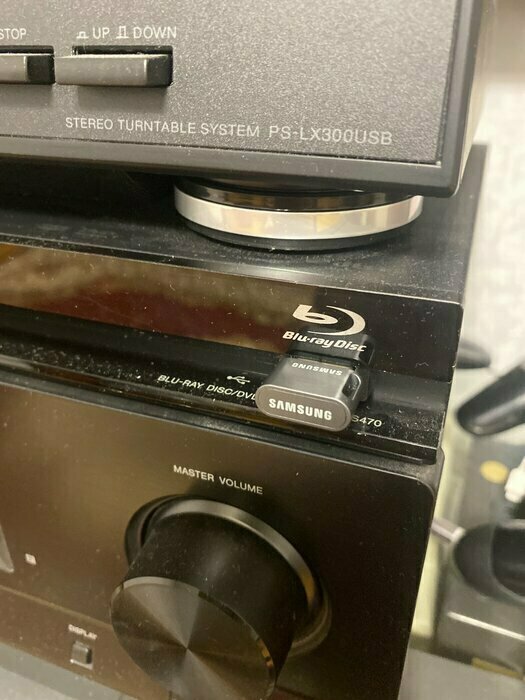 STOP
UP DOWN
STEREO TURNTABLE SYSTEM PS-LX300USB
Blu-ray Disc
SAMSUNG
BLU-RAY DISC/DVD
SAMSUNG
S470
MASTER VOLUME
DISPLAY